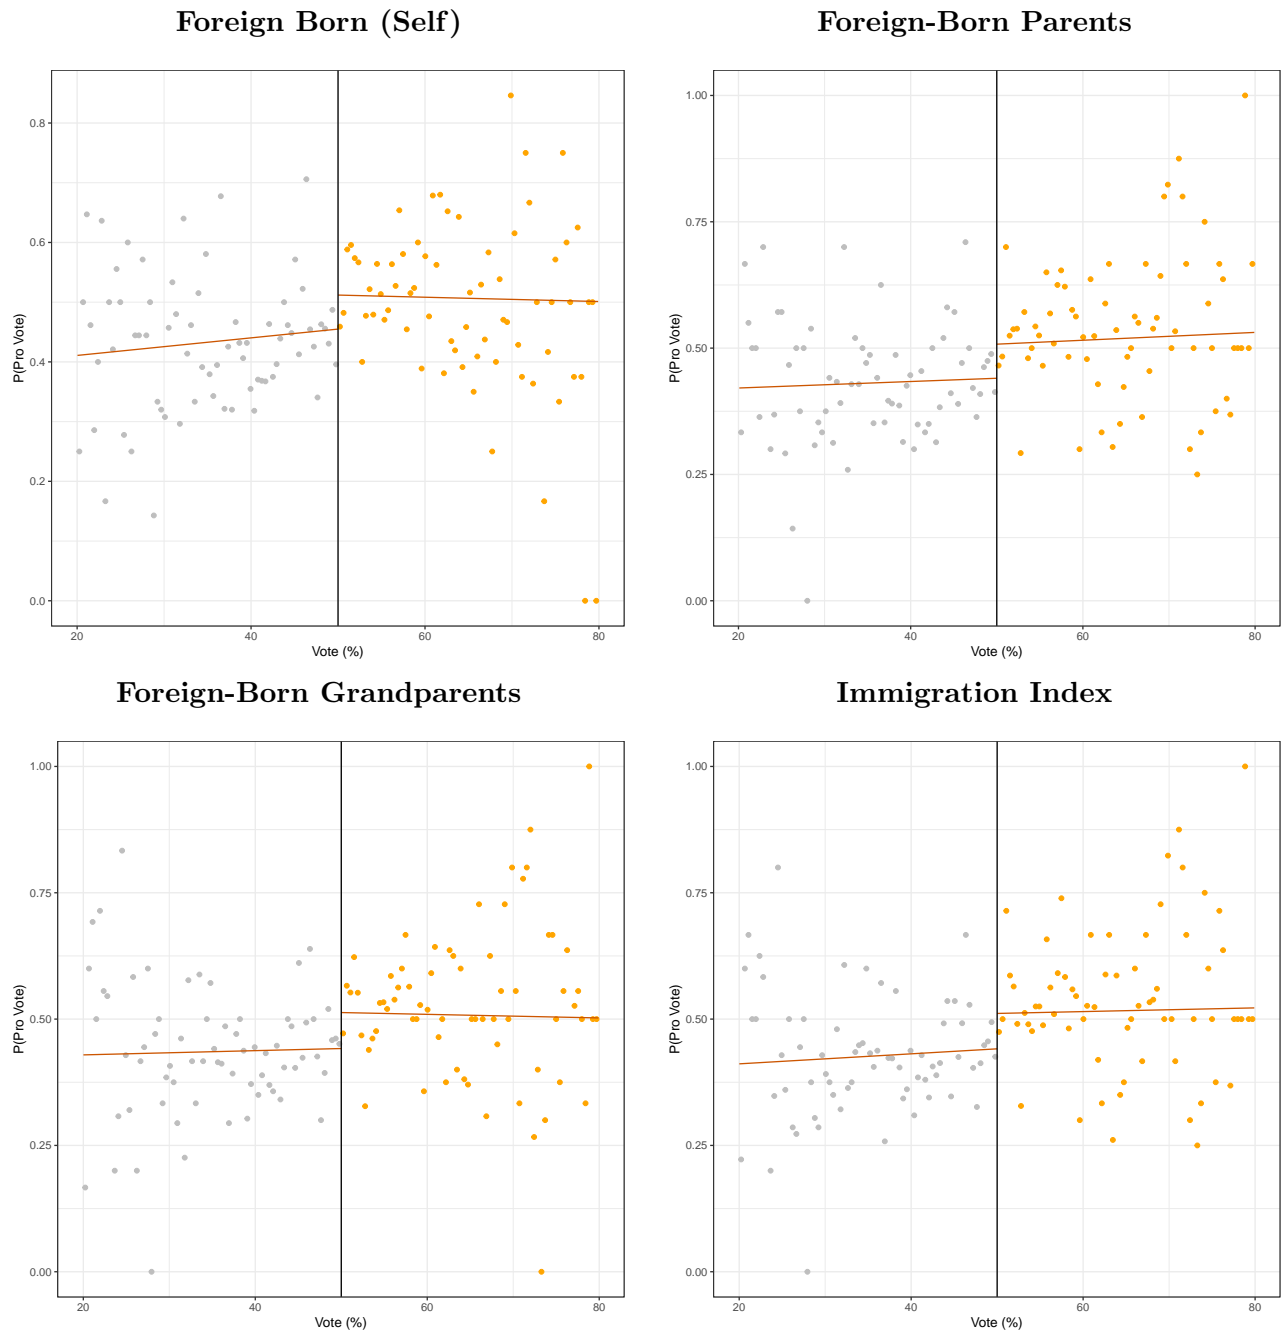 Foreign Born (Self)
P(Pro Vote)
0.8
0.6
0.4
0.2
0.0
20 40 60 80
Vote (%)
Foreign-Born Parents
P(Pro Vote)
1.00
0.75
0.50
0.25
0.00
20 40 60 80
Vote (%)
Foreign-Born Grandparents
P(Pro Vote)
1.00
0.75
0.50
0.25
0.00
20 40 60 80
Vote (%)
Immigration Index
P(Pro Vote)
1.00
0.75
0.50
0.25
0.00
20 40 60 80
Vote (%)